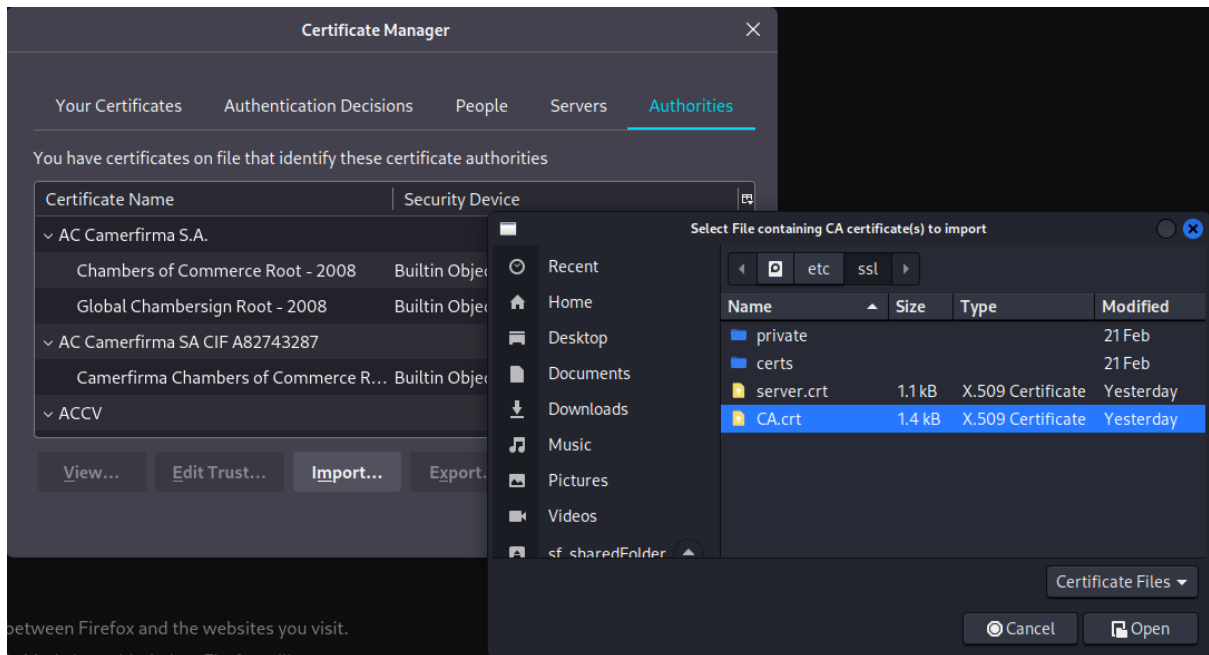 Certificate Manager
Your Certificates Authentication Decisions People Servers Authorities
You have certificates on file that identify these certificate authorities
Certificate Name Security Device
AC Camerfirma S.A.
Chambers of Commerce Root - 2008 Builtin Objec
Global Chambersign Root - 2008 Builtin Objec
AC Camerfirma SA CIF A82743287
Camerfirma Chambers of Commerce R... Builtin Objec
ACCV
View... Edit Trust... Import... Export.
Select File containing CA certificate(s) to import
etc ssl
Recent
Home
Desktop
Documents
Downloads
Music
Pictures
Videos
sf_sharedFolder
Name Size Type Modified
private 21 Feb
certs 21 Feb
server.crt 1.1 kB X.509 Certificate Yesterday
CA.crt 1.4 kB X.509 Certificate Yesterday
Certificate Files
Cancel Open
between Firefox and the websites you visit.